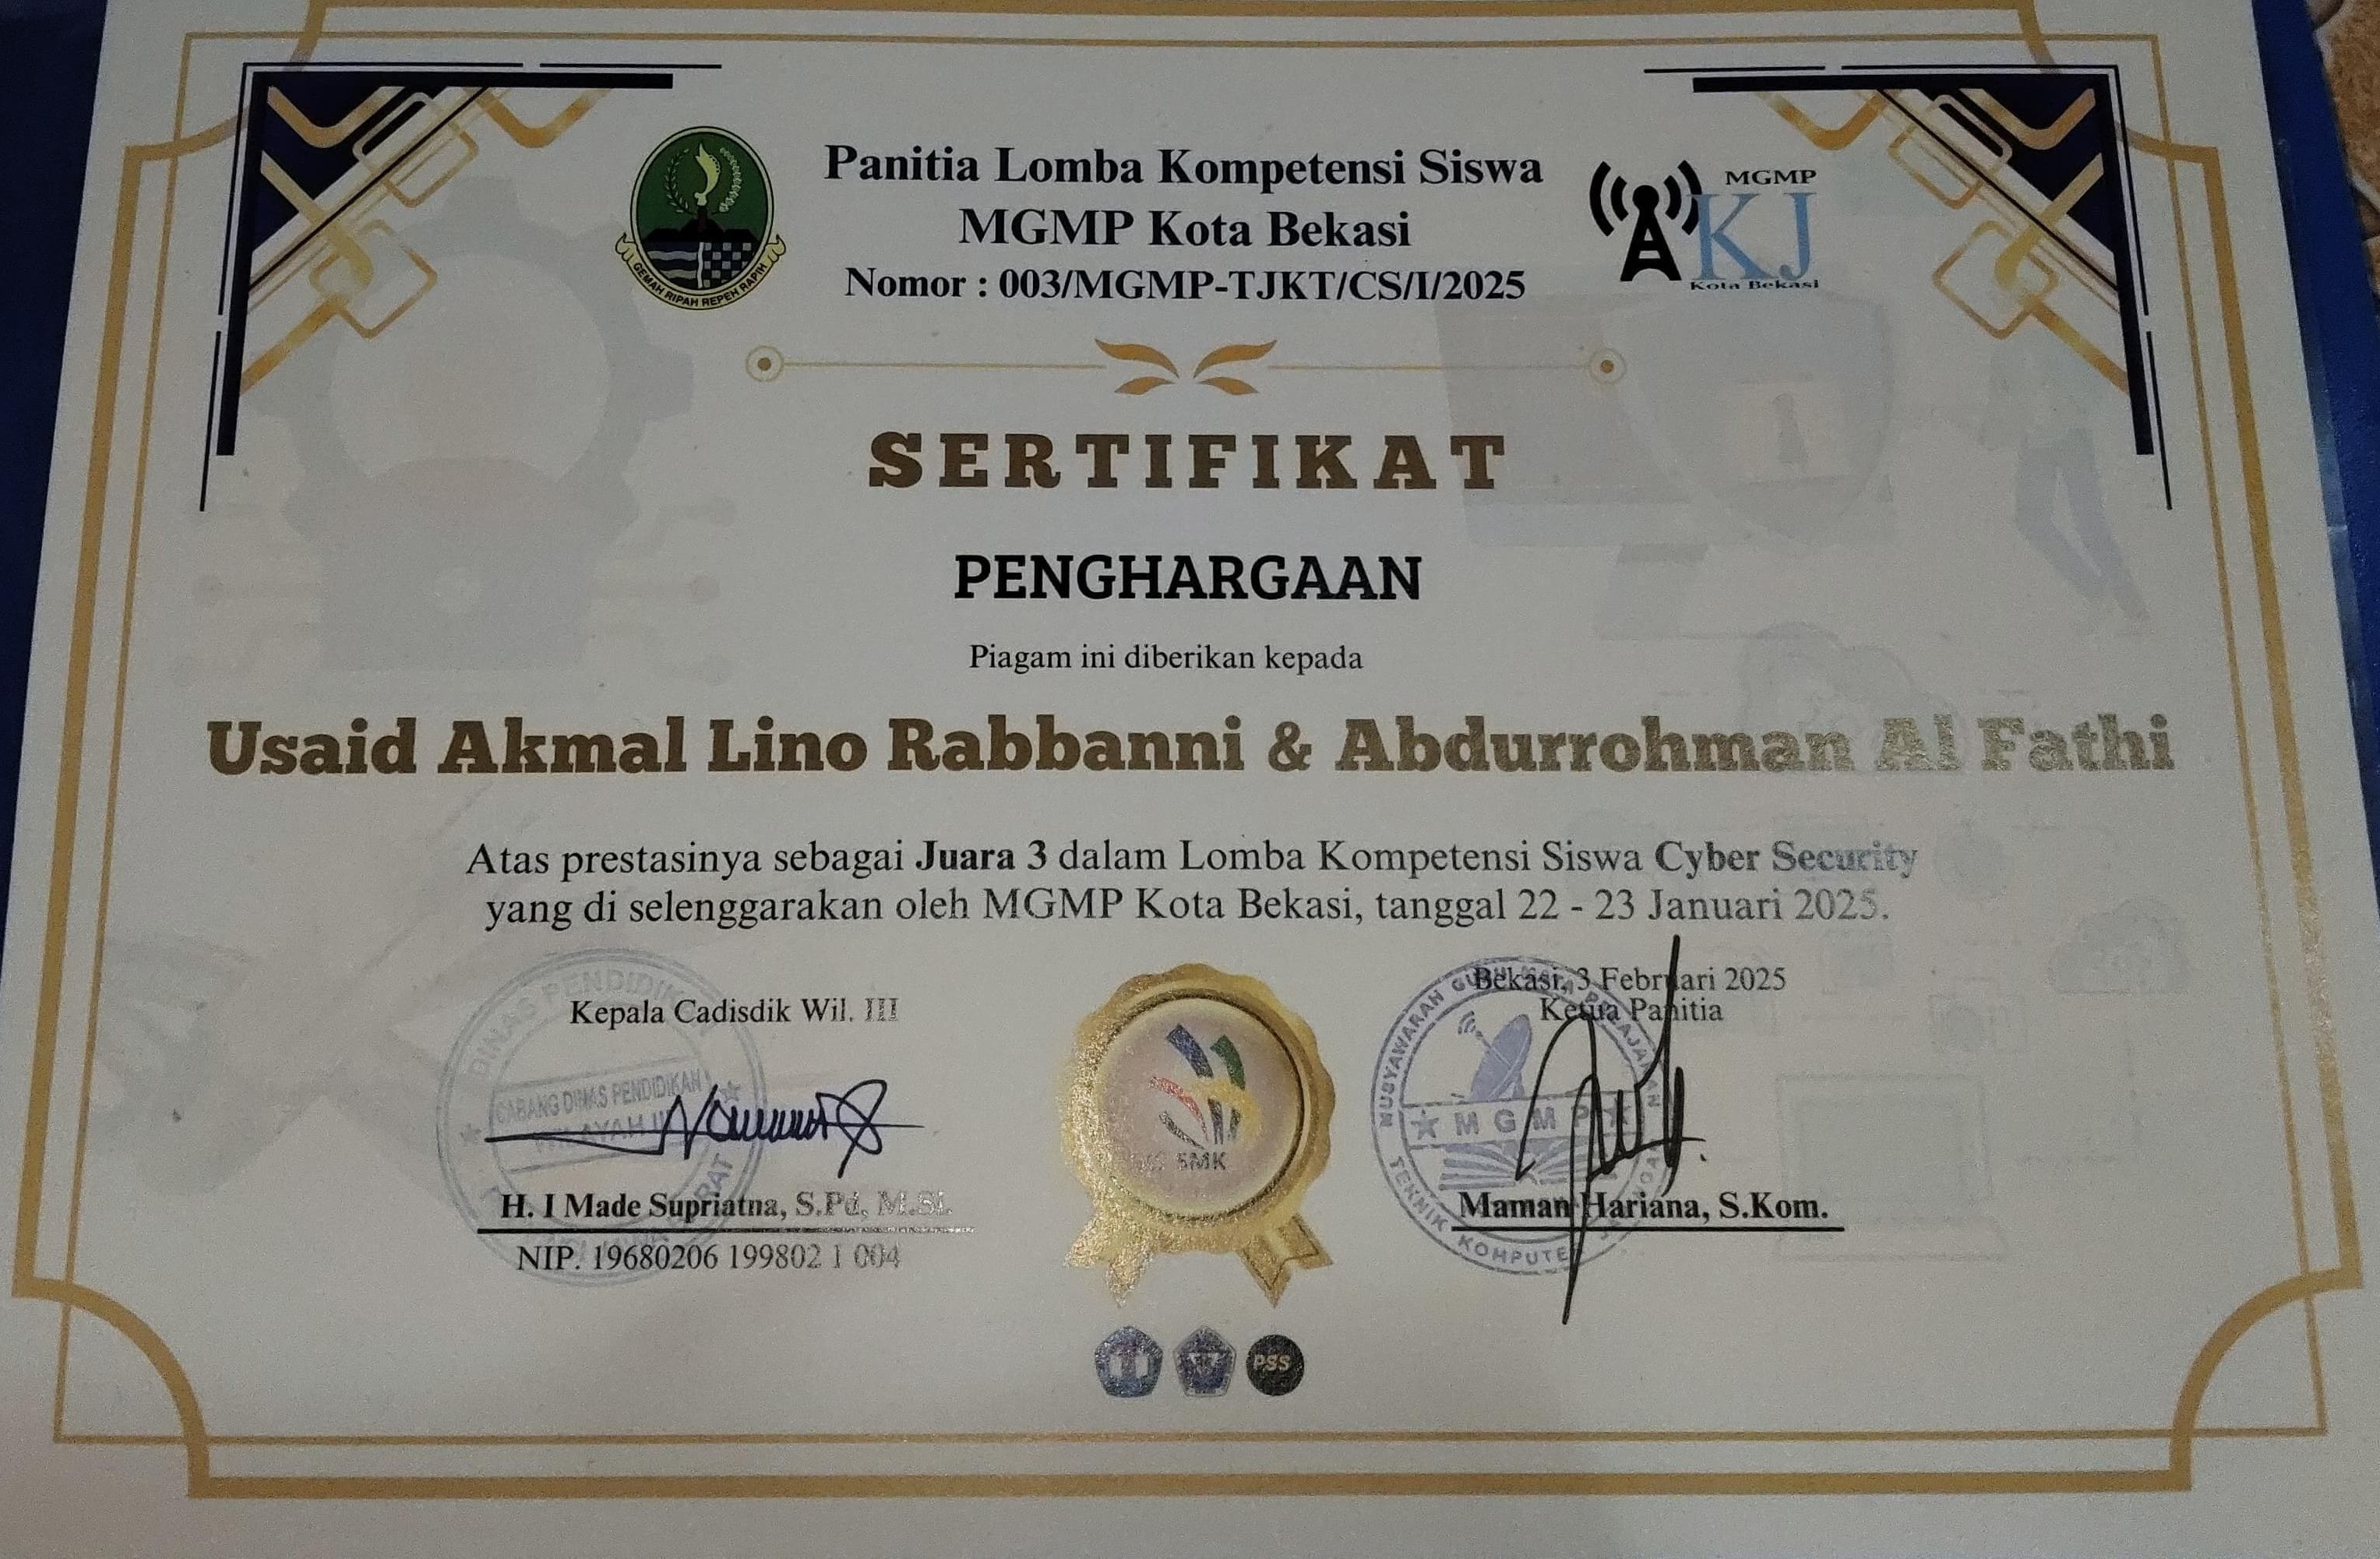 Panitia Lomba Kompetensi Siswa
MGMP Kota Bekasi
Nomor : 003/MGMP-TJKT/CS/I/2025
GEMAH RIPAH REPEH RAPIH
MGMP
KJ
Kota Bekasi
SERTIFIKAT
PENGHARGAAN
Piagam ini diberikan kepada
Usaid Akmal Lino Rabbanni & Abdurrohman Al Fathi
Atas prestasinya sebagai Juara 3 dalam Lomba Kompetensi Siswa Cyber Security
yang di selenggarakan oleh MGMP Kota Bekasi, tanggal 22 - 23 Januari 2025.
Kepala Cadisdik Wil. III
DINAS PENDIDIKAN
CABANG DINAS PENDIDIKAN
WILAYAH III
H. I Made Supriatna, S.Pd, M.Si.
NIP. 19680206 199802 1 004
SMK
Bekasi, 3 Februari 2025
Ketua Panitia
MUSYAWARAH GURU MATA PELAJARAN
MGMP
TEKNIK KOMPUTER JARINGAN
Maman Hariana, S.Kom.
PSS